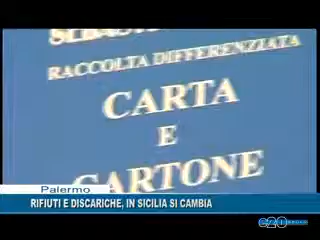 RACCOLTA DIFFERENZIATA
CARTA
E
CARTONE
Palermo
RIFIUTI E DISCARICHE, IN SICILIA SI CAMBIA